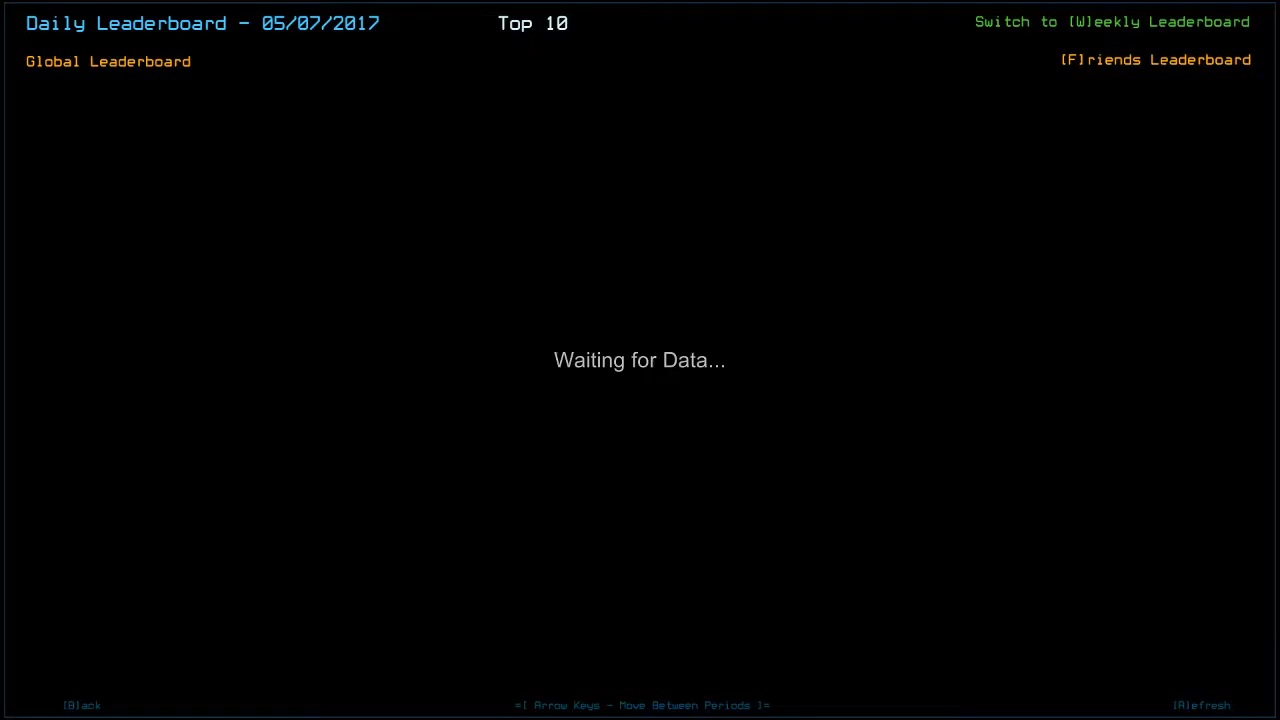 Daily Leaderboard - 05/07/2017
Top 10
Switch to [W]eekly Leaderboard
Global Leaderboard
[F]riends Leaderboard
Waiting for Data...
[B]ack
=[ Arrow Keys - Move Between Periods ]=
[R]efresh